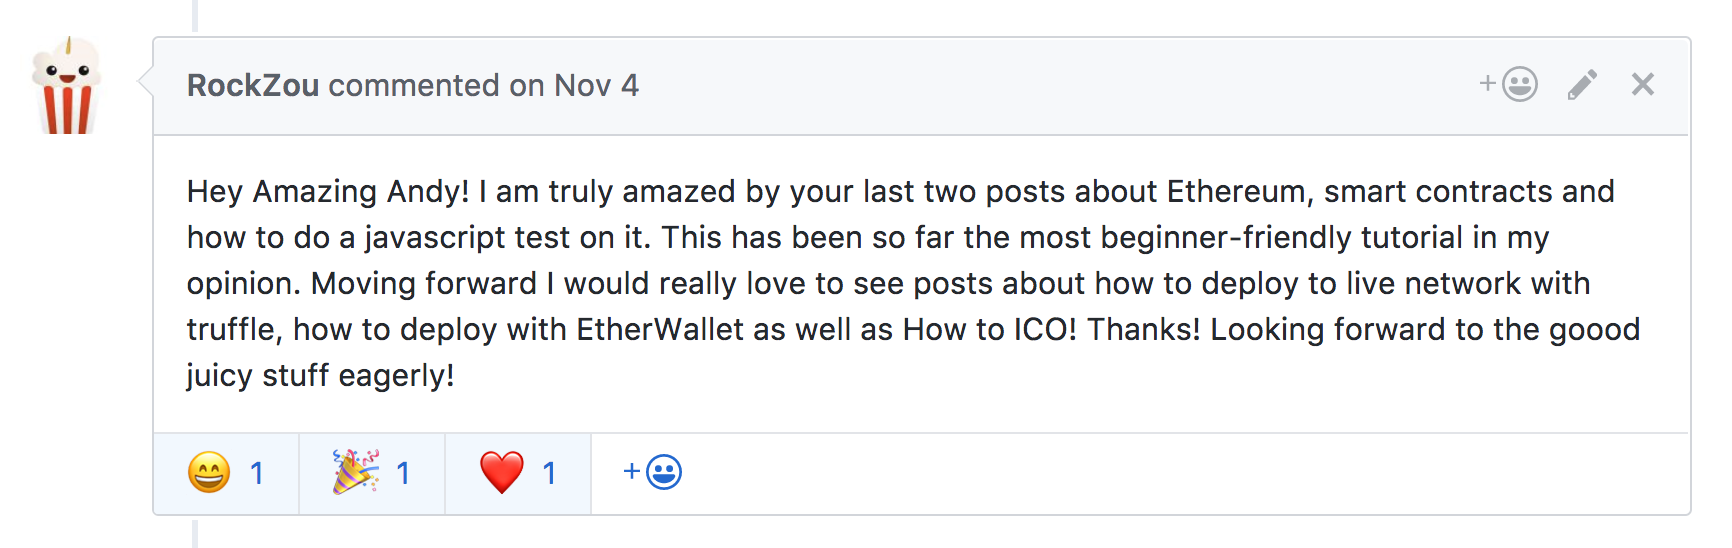 RockZou commented on Nov 4
Hey Amazing Andy! I am truly amazed by your last two posts about Ethereum, smart contracts and
how to do a javascript test on it. This has been so far the most beginner-friendly tutorial in my
opinion. Moving forward I would really love to see posts about how to deploy to live network with
truffle, how to deploy with EtherWallet as well as How to ICO! Thanks! Looking forward to the goood
juicy stuff eagerly!
1 1 1